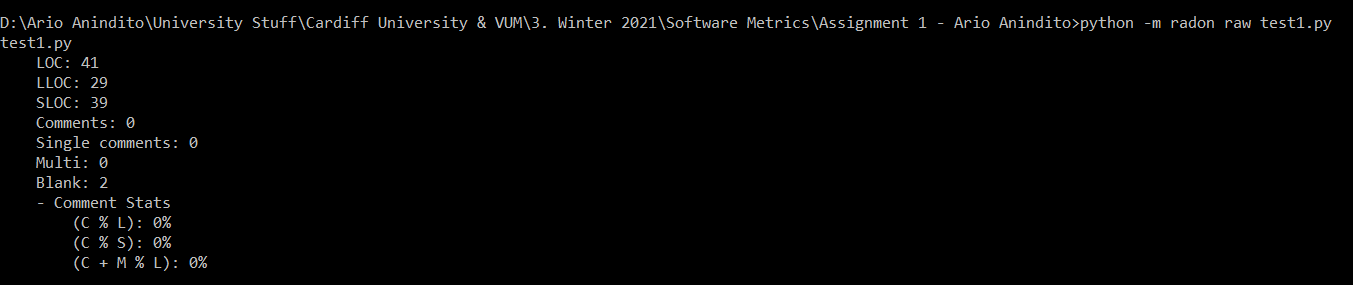 D:\Ario Anindito\University Stuff\Cardiff University & VUM\3. Winter 2021\Software Metrics\Assignment 1 - Ario Anindito>python -m radon raw test1.py
test1.py
    LOC: 41
    LLOC: 29
    SLOC: 39
    Comments: 0
    Single comments: 0
    Multi: 0
    Blank: 2
    - Comment Stats
        (C % L): 0%
        (C % S): 0%
        (C + M % L): 0%